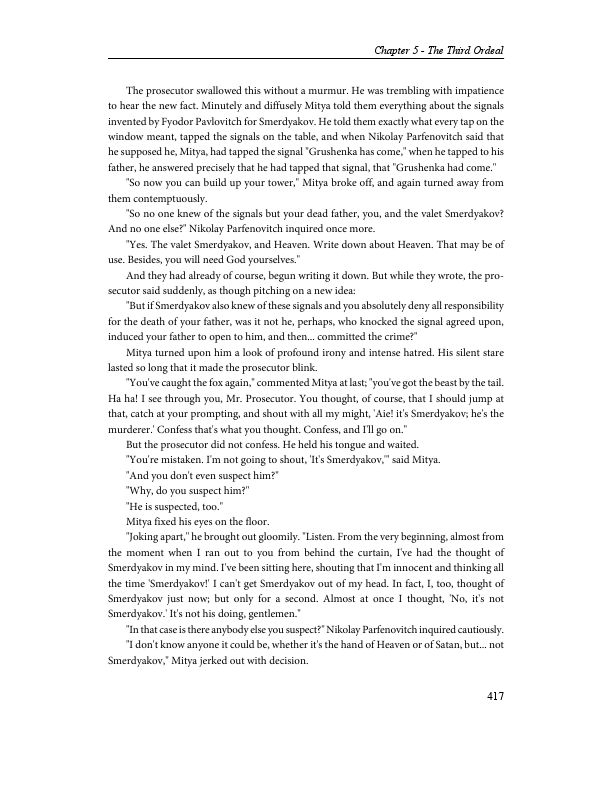 Chapter 5 - The Third Ordeal
The prosecutor swallowed this without a murmur. He was trembling with impatience
to hear the new fact. Minutely and diffusely Mitya told them everything about the signals
invented by Fyodor Pavlovitch for Smerdyakov. He told them exactly what every tap on the
window meant, tapped the signals on the table, and when Nikolay Parfenovitch said that
he supposed he, Mitya, had tapped the signal "Grushenka has come," when he tapped to his
father, he answered precisely that he had tapped that signal, that "Grushenka had come."
"So now you can build up your tower," Mitya broke off, and again turned away from
them contemptuously.
"So no one knew of the signals but your dead father, you, and the valet Smerdyakov?
And no one else?" Nikolay Parfenovitch inquired once more.
"Yes. The valet Smerdyakov, and Heaven. Write down about Heaven. That may be of
use. Besides, you will need God yourselves."
And they had already of course, begun writing it down. But while they wrote, the pro-
secutor said suddenly, as though pitching on a new idea:
"But if Smerdyakov also knew of these signals and you absolutely deny all responsibility
for the death of your father, was it not he, perhaps, who knocked the signal agreed upon,
induced your father to open to him, and then... committed the crime?"
Mitya turned upon him a look of profound irony and intense hatred. His silent stare
lasted so long that it made the prosecutor blink.
"You've caught the fox again," commented Mitya at last; "you've got the beast by the tail.
Ha ha! I see through you, Mr. Prosecutor. You thought, of course, that I should jump at
that, catch at your prompting, and shout with all my might, 'Aie! it's Smerdyakov; he's the
murderer.' Confess that's what you thought. Confess, and I'll go on."
But the prosecutor did not confess. He held his tongue and waited.
"You're mistaken. I'm not going to shout, 'It's Smerdyakov,'" said Mitya.
"And you don't even suspect him?"
"Why, do you suspect him?"
"He is suspected, too."
Mitya fixed his eyes on the floor.
"Joking apart," he brought out gloomily. "Listen. From the very beginning, almost from
the moment when I ran out to you from behind the curtain, I've had the thought of
Smerdyakov in my mind. I've been sitting here, shouting that I'm innocent and thinking all
the time 'Smerdyakov!' I can't get Smerdyakov out of my head. In fact, I, too, thought of
Smerdyakov just now; but only for a second. Almost at once I thought, 'No, it's not
Smerdyakov.' It's not his doing, gentlemen."
"In that case is there anybody else you suspect?" Nikolay Parfenovitch inquired cautiously.
"I don't know anyone it could be, whether it's the hand of Heaven or of Satan, but... not
Smerdyakov," Mitya jerked out with decision.
417